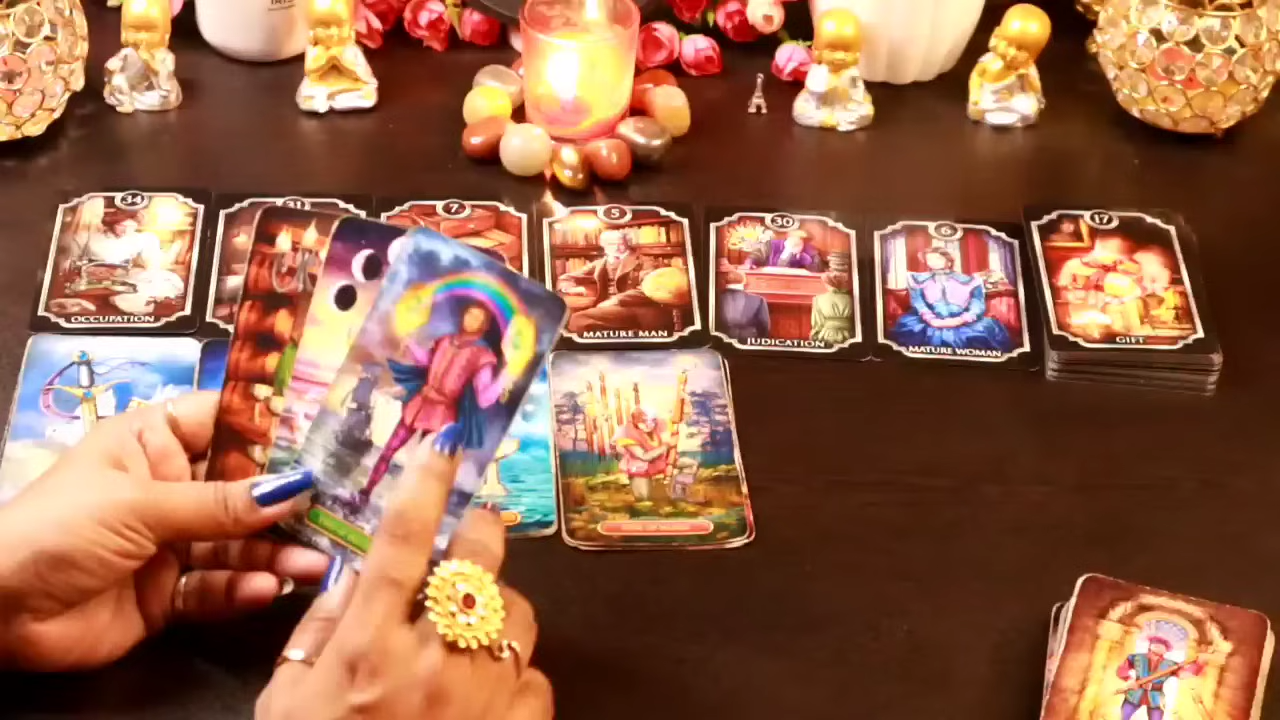 34
OCCUPATION
31
7
5
MATURE MAN
30
JUDICATION
6
MATURE WOMAN
17
GIFT